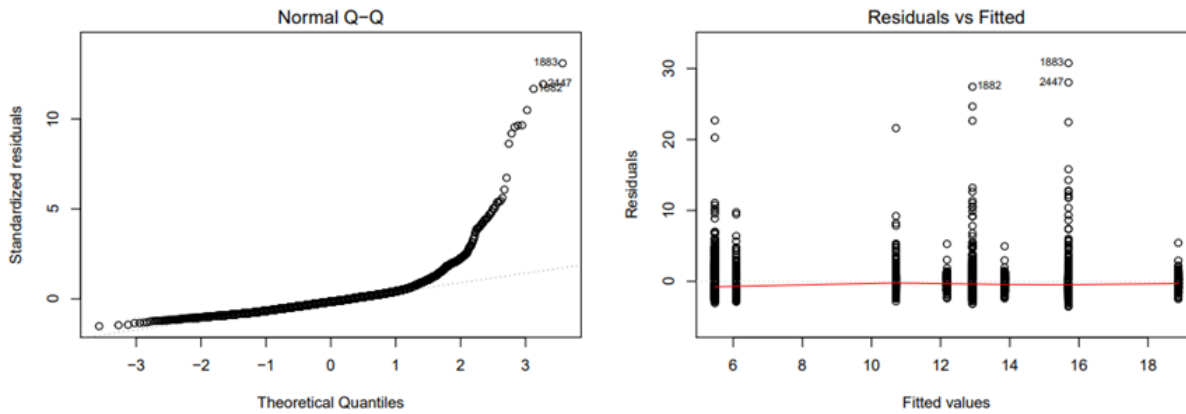 Normal Q−Q
Standardized residuals
10
5
0
1883
2447
1882
−3 −2 −1 0 1 2 3
Theoretical Quantiles
Residuals vs Fitted
Residuals
30
20
10
0
1883
2447
1882
6 8 10 12 14 16 18
Fitted values